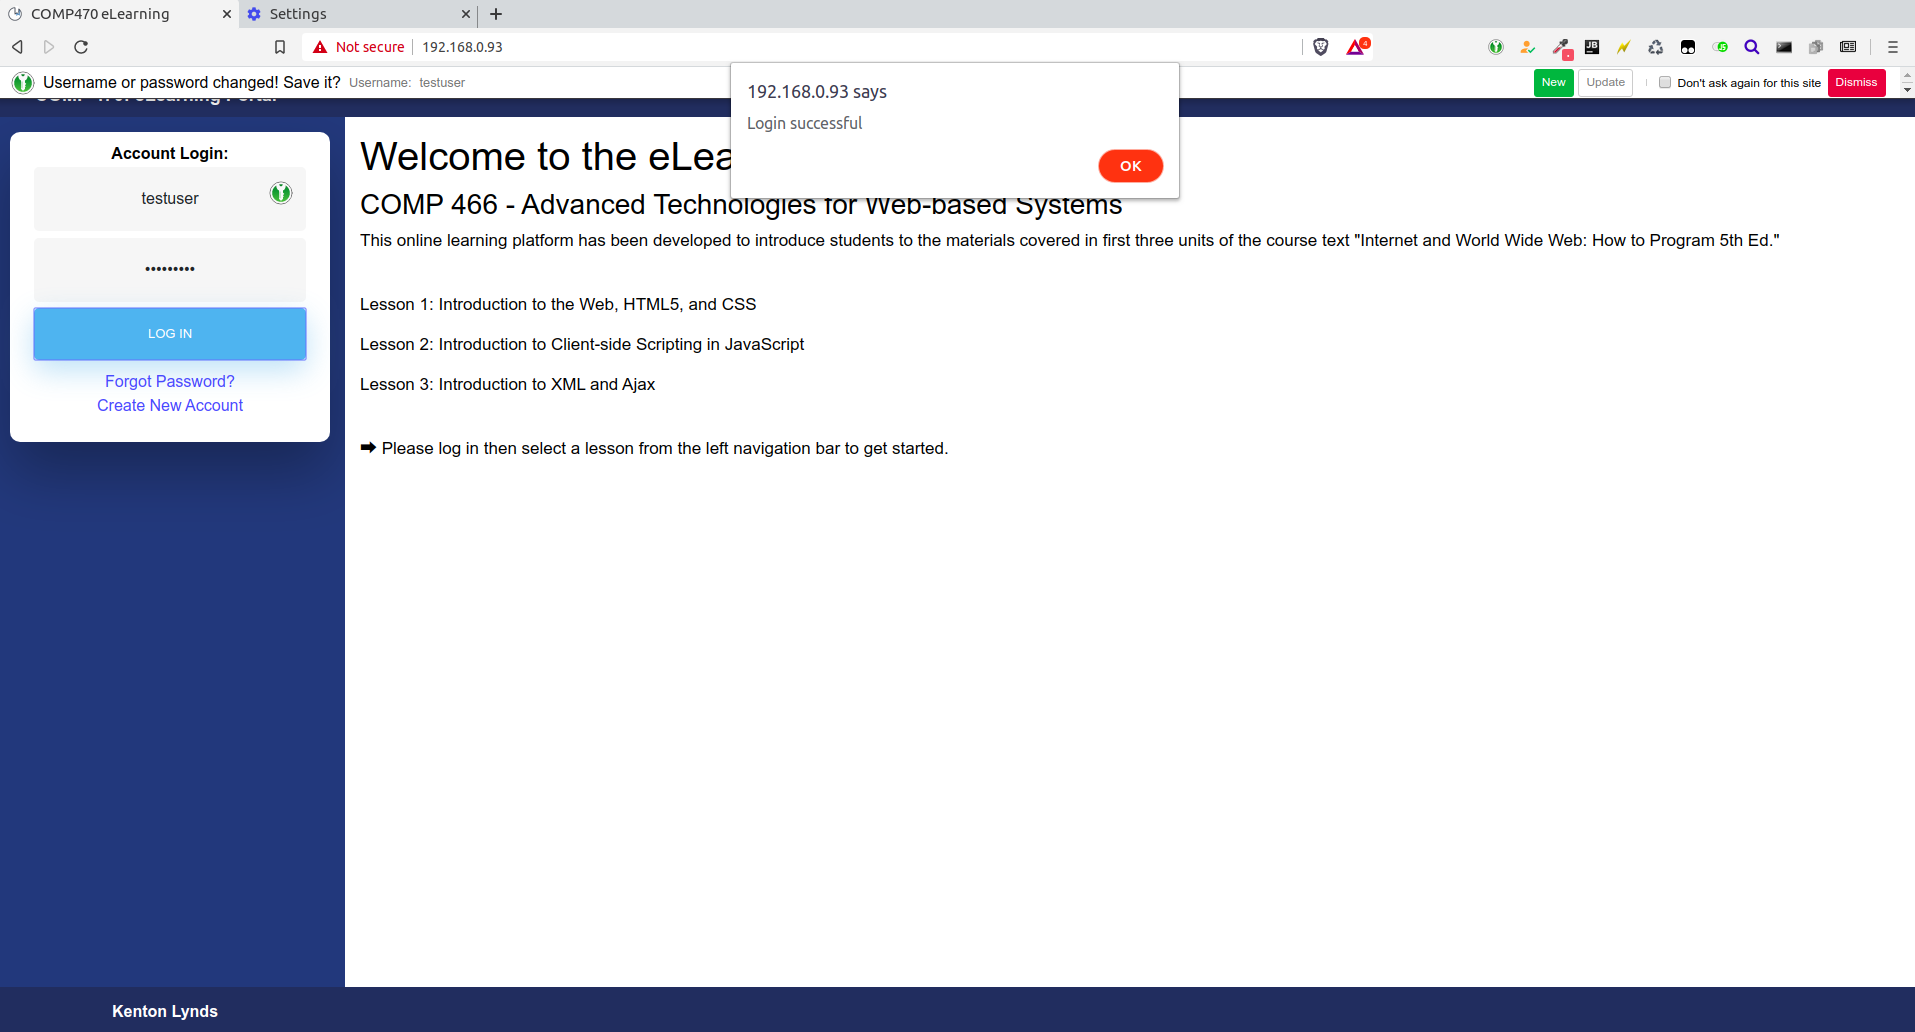 COMP470 eLearning
Settings
Not secure
192.168.0.93
4
JB
JS
Username or password changed! Save it?
Username: testuser
New
Update
Don't ask again for this site
Dismiss
192.168.0.93 says
Login successful
OK
Account Login:
testuser
•••••••••
LOG IN
Forgot Password?
Create New Account
Welcome to the eLea
COMP 466 - Advanced Technologies for Web-based Systems
This online learning platform has been developed to introduce students to the materials covered in first three units of the course text "Internet and World Wide Web: How to Program 5th Ed."
Lesson 1: Introduction to the Web, HTML5, and CSS
Lesson 2: Introduction to Client-side Scripting in JavaScript
Lesson 3: Introduction to XML and Ajax
➡ Please log in then select a lesson from the left navigation bar to get started.
Kenton Lynds